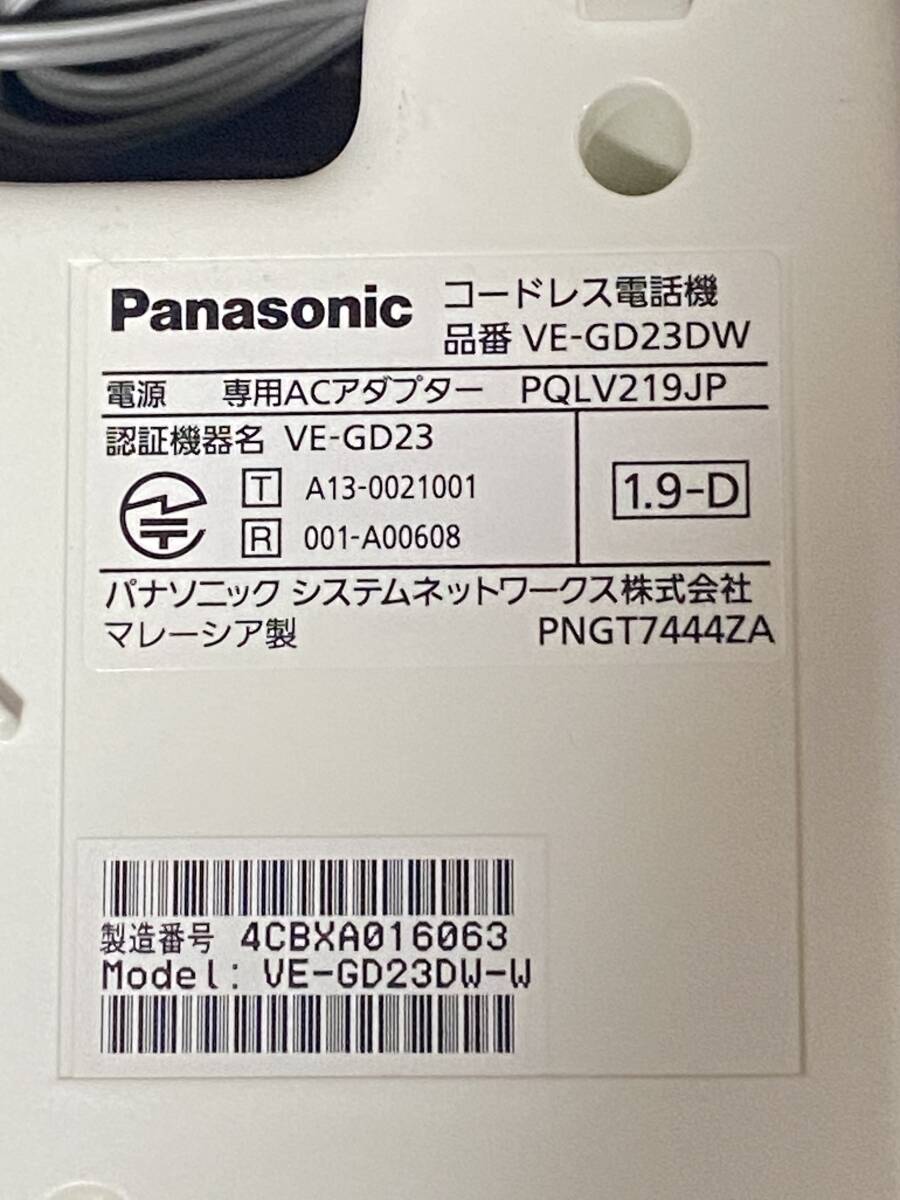 Panasonic コードレス電話機
品番 VE-GD23DW
電源 専用ACアダプター PQLV219JP
認証機器名 VE-GD23
T A13-0021001
R 001-A00608
1.9-D
パナソニック システムネットワークス株式会社
マレーシア製 PNGT7444ZA
製造番号 4CBXA016063
Model: VE-GD23DW-W